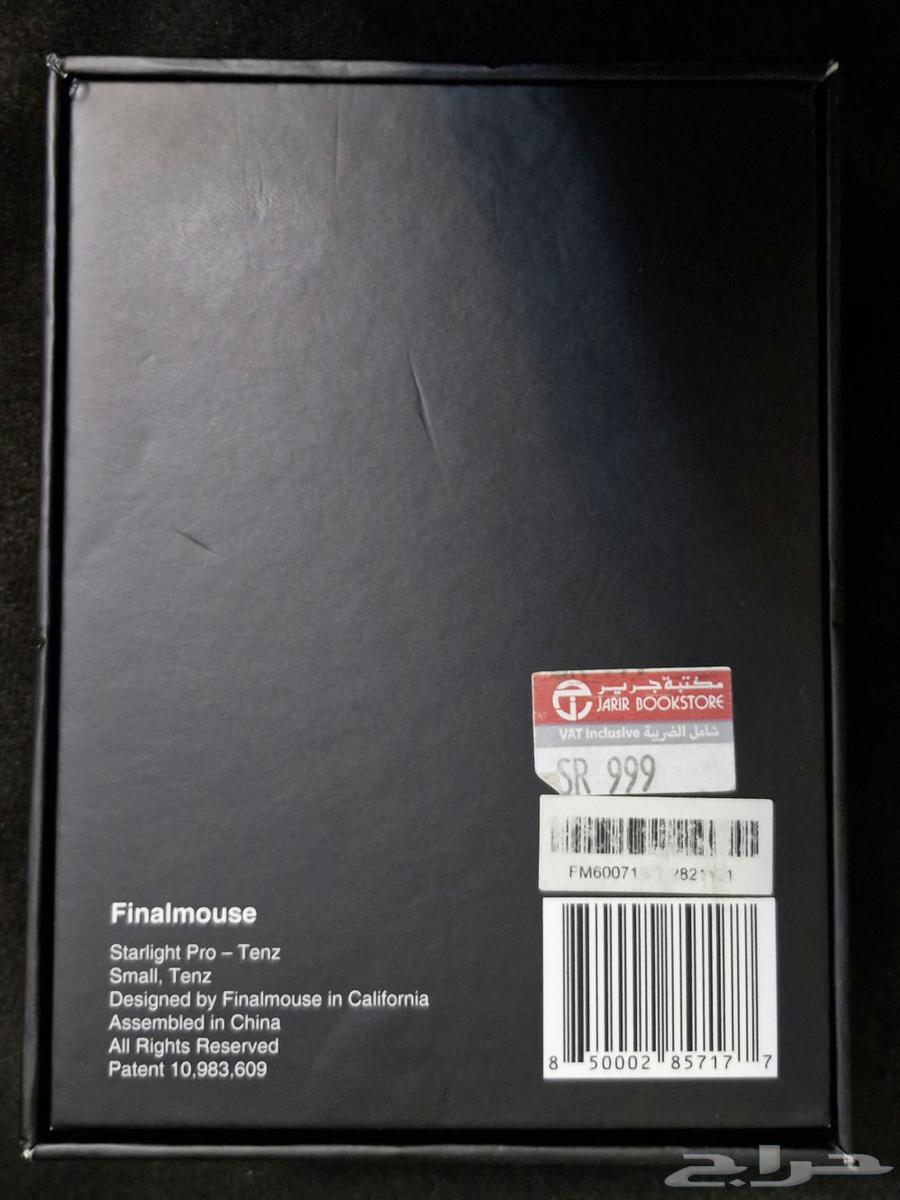 مكتبة جرير
JARIR BOOKSTORE
VAT Inclusive شامل الضريبة
SR 999
8 50002 85717 7
Finalmouse
Starlight Pro – Tenz
Small, Tenz
Designed by Finalmouse in California
Assembled in China
All Rights Reserved
Patent 10,983,609
حراج